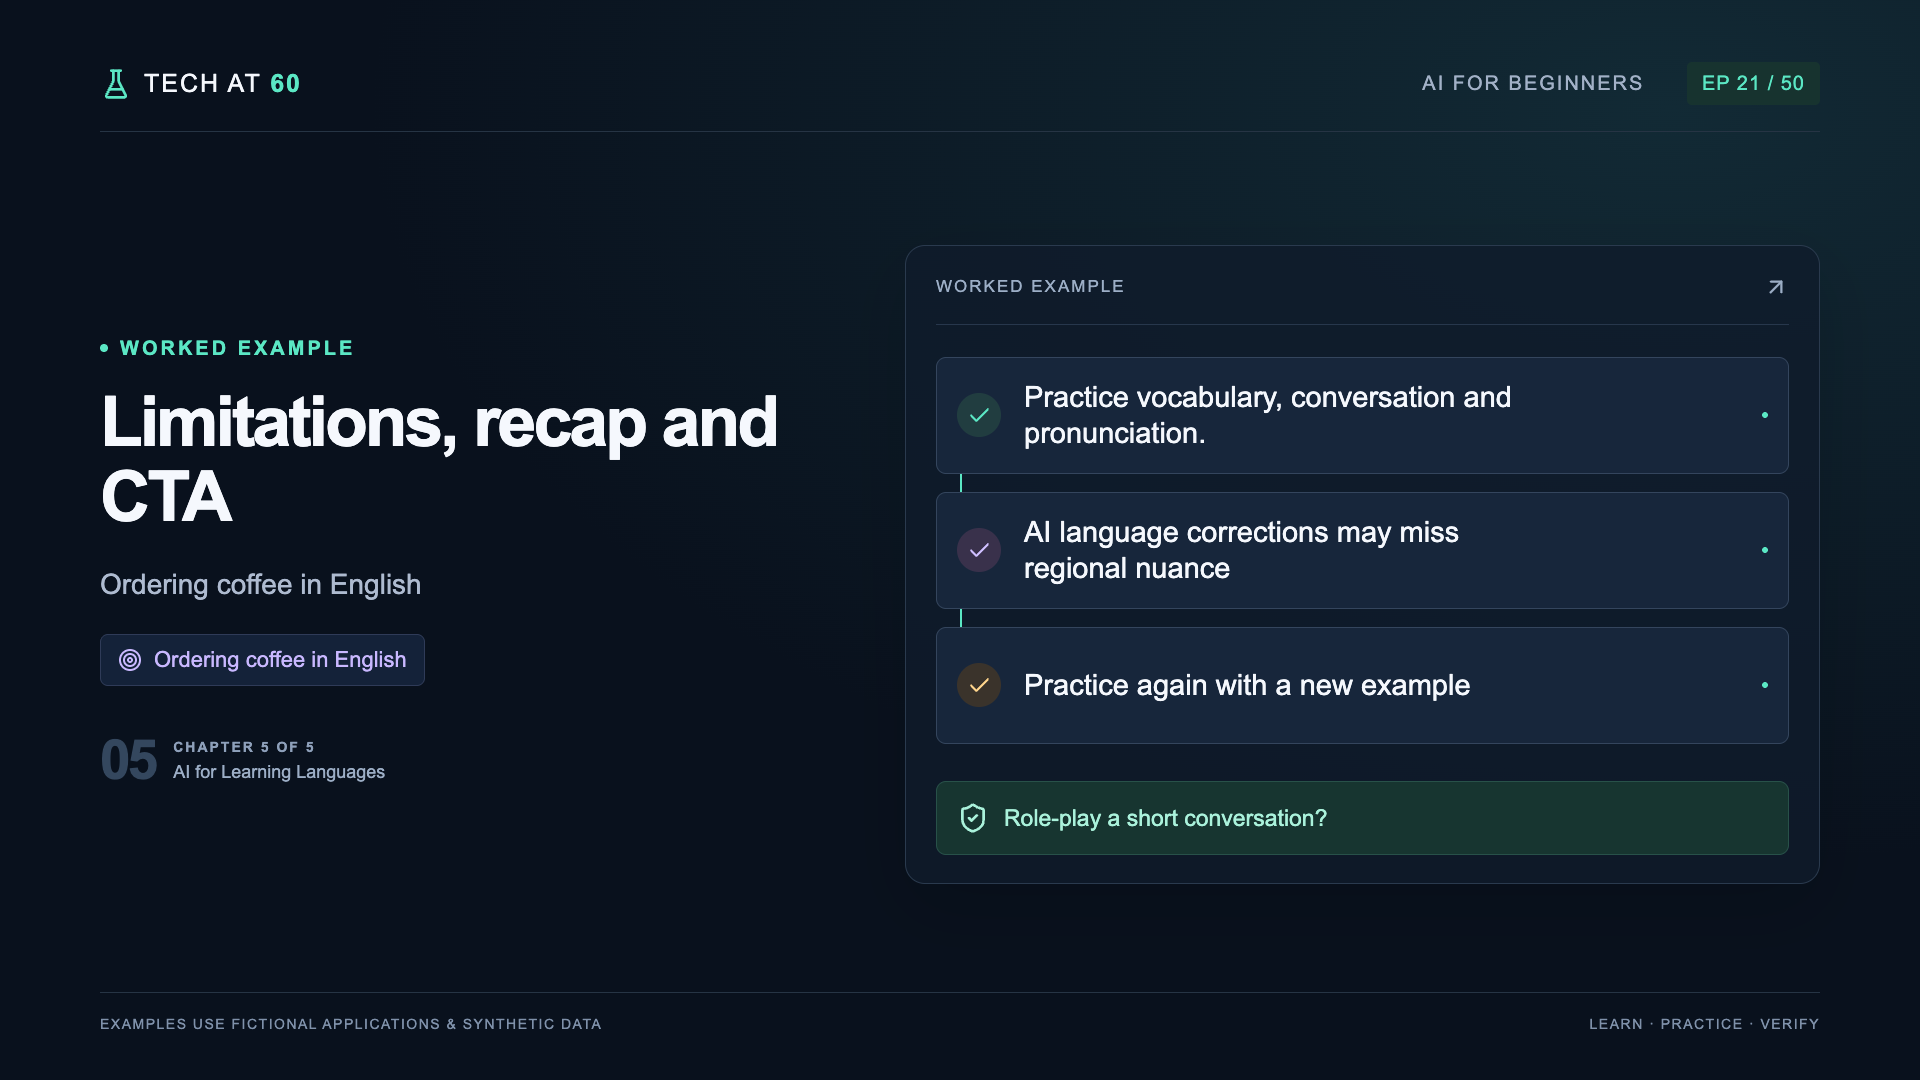 TECH AT 60
AI FOR BEGINNERS
EP 21 / 50
WORKED EXAMPLE
Limitations, recap and
CTA
Ordering coffee in English
Ordering coffee in English
05
CHAPTER 5 OF 5
AI for Learning Languages
WORKED EXAMPLE
Practice vocabulary, conversation and
pronunciation.
AI language corrections may miss
regional nuance
Practice again with a new example
Role-play a short conversation?
EXAMPLES USE FICTIONAL APPLICATIONS & SYNTHETIC DATA
LEARN · PRACTICE · VERIFY